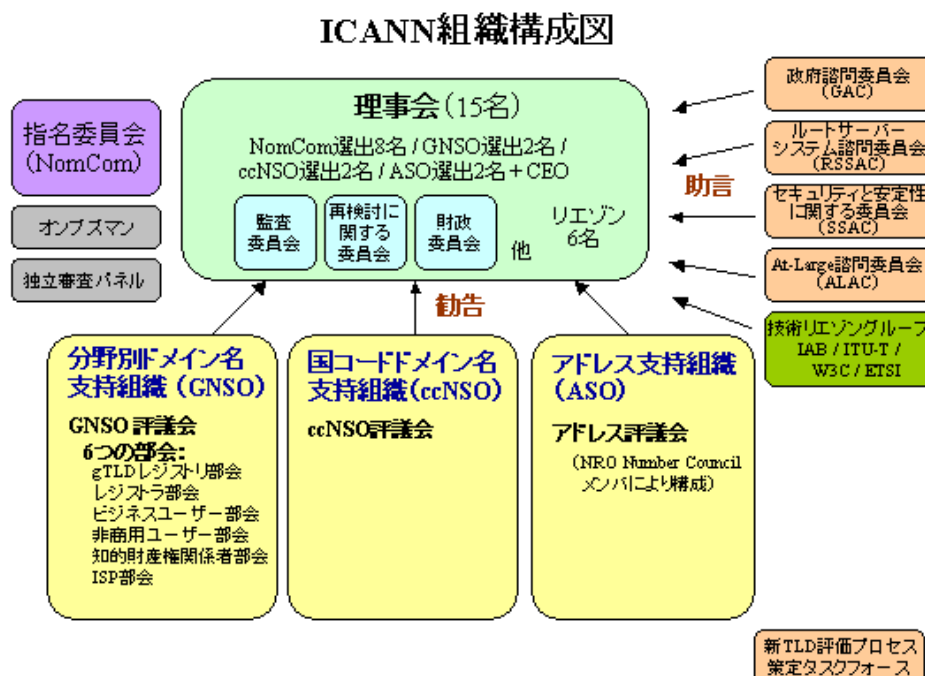 ICANN組織構成図
指名委員会
(NomCom)
オンブズマン
独立審査パネル
理事会(15名)
NomCom選出8名 / GNSO選出2名 /
ccNSO選出2名 / ASO選出2名 + CEO
監査
委員会
再検討に
関する
委員会
財政
委員会
他
リエゾン
6名
助言
政府諮問委員会
(GAC)
ルートサーバー
システム諮問委員会
(RSSAC)
セキュリティと安定性
に関する委員会
(SSAC)
At-Large諮問委員会
(ALAC)
技術リエゾングループ
IAB / ITU-T /
W3C / ETSI
勧告
分野別ドメイン名
支持組織 (GNSO)
GNSO 評議会
6つの部会:
gTLDレジストリ部会
レジストラ部会
ビジネスユーザー部会
非商用ユーザー部会
知的財産権関係者部会
ISP部会
国コードドメイン名
支持組織(ccNSO)
ccNSO評議会
アドレス支持組織
(ASO)
アドレス評議会
(NRO Number Council
メンバにより構成)
新TLD評価プロセス
策定タスクフォース